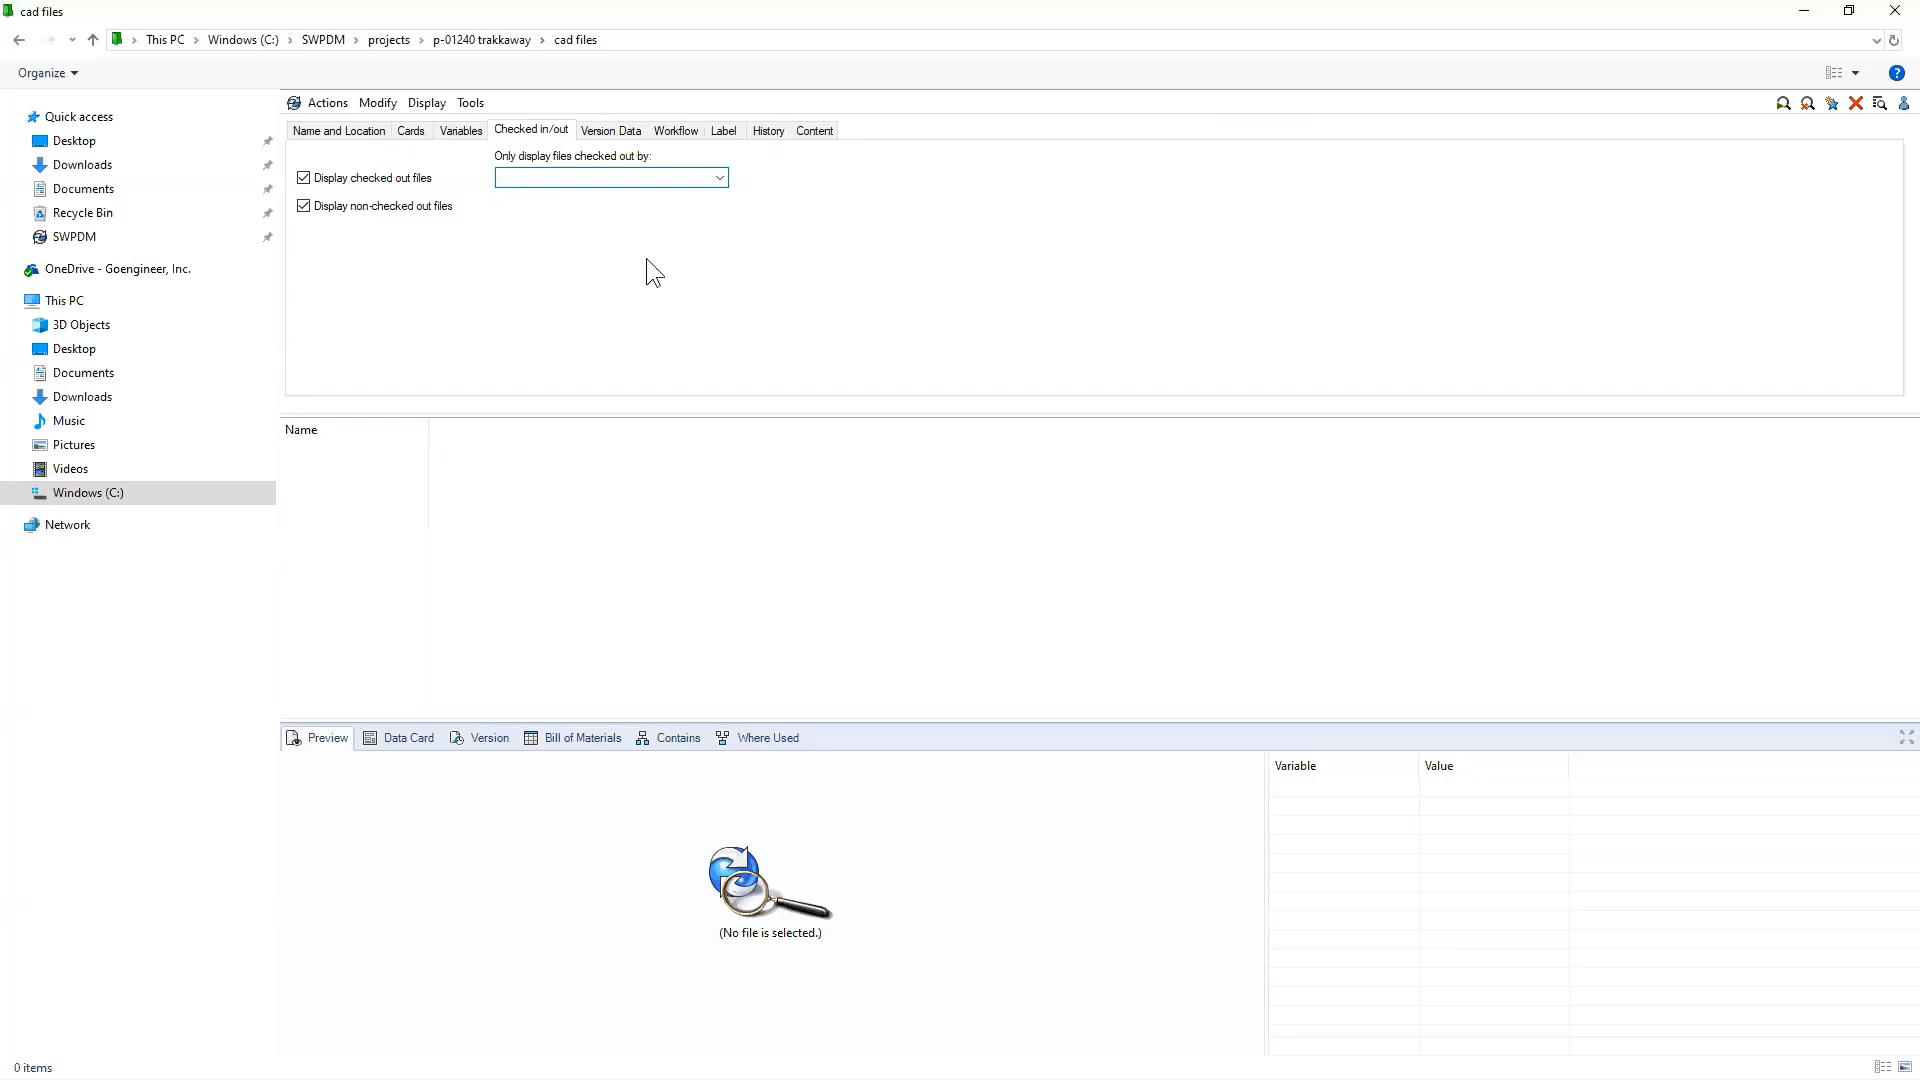 cad files
This PC > Windows (C:) > SWPDM > projects > p-01240 trakkaway > cad files
Organize
?
Quick access
Desktop
Downloads
Documents
Recycle Bin
SWPDM
OneDrive - Goengineer, Inc.
This PC
3D Objects
Desktop
Documents
Downloads
Music
Pictures
Videos
Windows (C:)
Network
Actions Modify Display Tools
Name and Location Cards Variables Checked in/out Version Data Workflow Label History Content
Only display files checked out by:
Display checked out files
Display non-checked out files
Name
Preview Data Card Version Bill of Materials Contains Where Used
Variable Value
(No file is selected.)
0 items